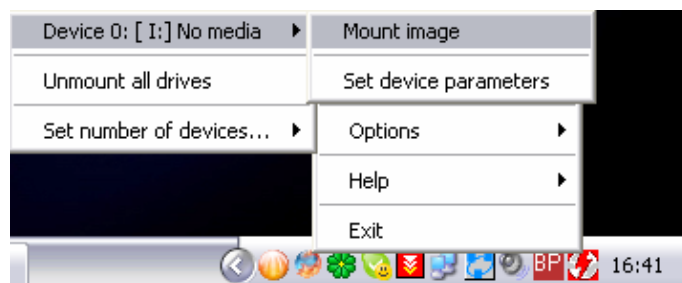 Device 0: [ I:] No media
Mount image
Unmount all drives
Set device parameters
Set number of devices...
Options
Help
Exit
BP
16:41